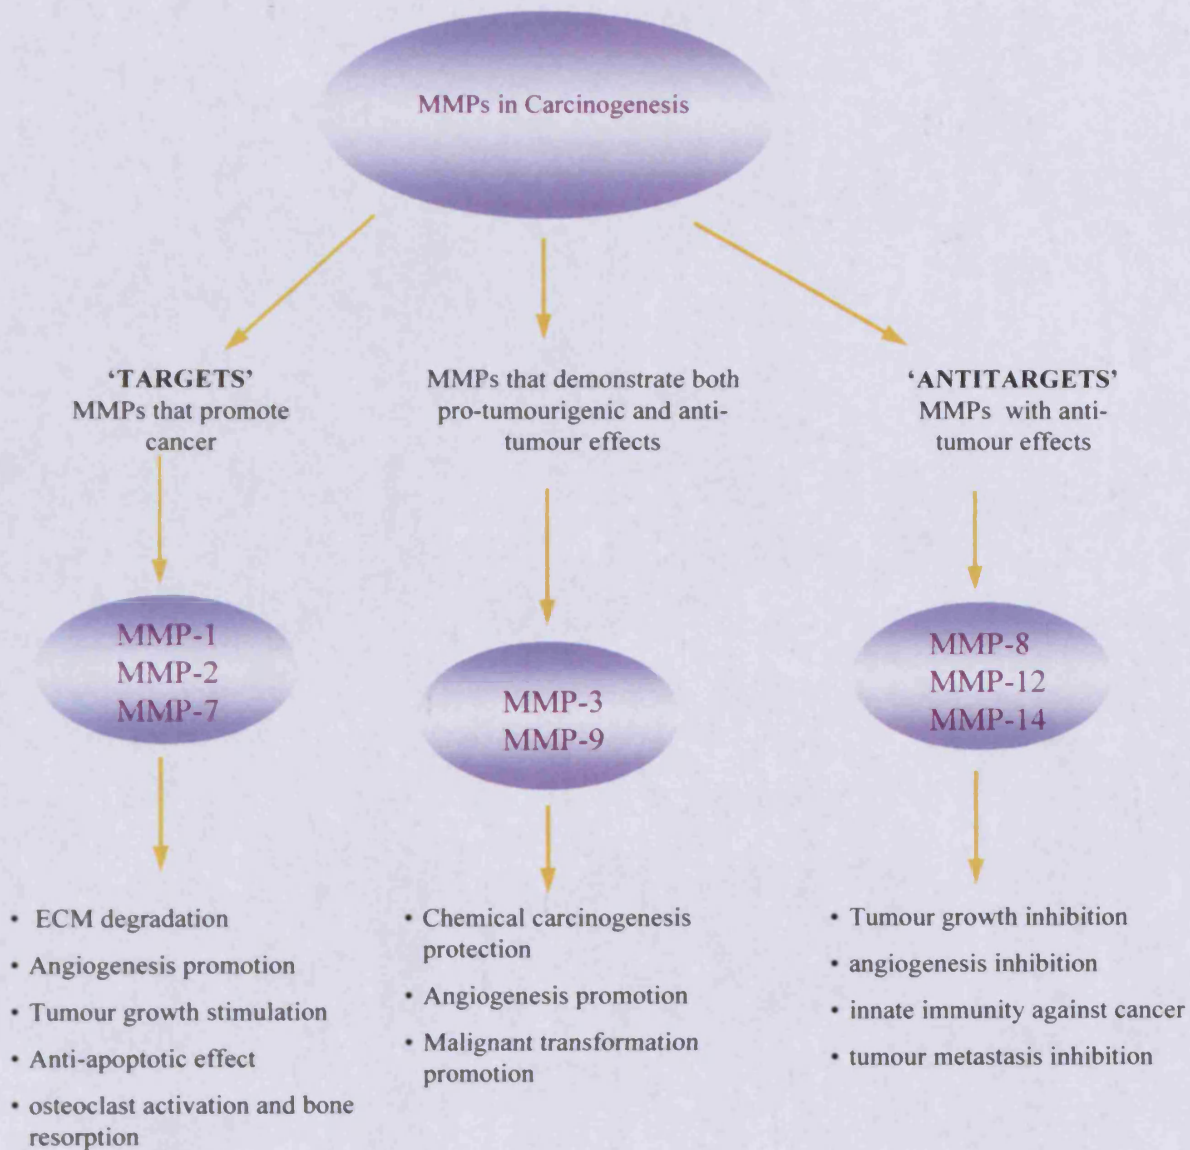 MMPs in Carcinogenesis
‘TARGETS’
MMPs that promote
cancer
MMPs that demonstrate both
pro-tumourigenic and anti-
tumour effects
‘ANTITARGETS’
MMPs with anti-
tumour effects
MMP-1
MMP-2
MMP-7
MMP-3
MMP-9
MMP-8
MMP-12
MMP-14
• ECM degradation
• Angiogenesis promotion
• Tumour growth stimulation
• Anti-apoptotic effect
• osteoclast activation and bone
resorption
• Chemical carcinogenesis
protection
• Angiogenesis promotion
• Malignant transformation
promotion
• Tumour growth inhibition
• angiogenesis inhibition
• innate immunity against cancer
• tumour metastasis inhibition